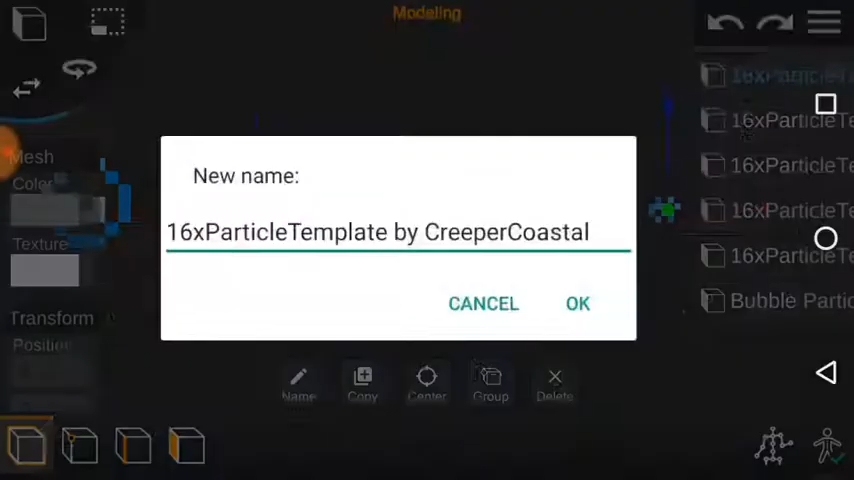 Modeling
16xParticleTe
16xParticleTe
16xParticleTe
16xParticleTe
16xParticleTe
Bubble Partic
Mesh
Color
Texture
Transform
Position
New name:
16xParticleTemplate by CreeperCoastal
CANCEL OK
Name Copy Center Group Delete